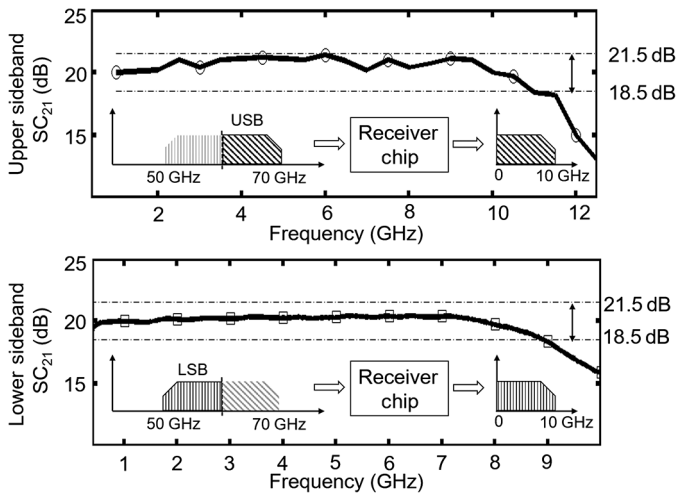 25
20
15
Upper sideband
SC21 (dB)
21.5 dB
18.5 dB
USB
50 GHz
70 GHz
Receiver
chip
0
10 GHz
2
4
6
8
10
12
Frequency (GHz)
25
20
15
Lower sideband
SC21 (dB)
21.5 dB
18.5 dB
LSB
50 GHz
70 GHz
Receiver
chip
0
10 GHz
1
2
3
4
5
6
7
8
9
Frequency (GHz)